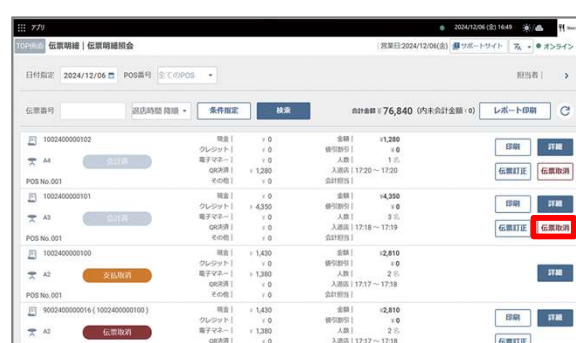 アプリ 2024/12/06 (金) 16:49
TOP画面 伝票明細 | 伝票明細照会 営業日:2024/12/06(金) サポートサイト オンライン
日付指定 2024/12/06 POS番号 全てのPOS 担当者 |
伝票番号 退店時間 降順 条件指定 検索 合計金額 ¥ 76,840 (内未会計金額 : 0) レポート印刷
1002400000102 現金 | ¥ 0 金額 | ¥1,280
クレジット | ¥ 0 値引割引 | ¥ 0 印刷 詳細
A4 会計済 電子マネー | ¥ 0 人数 | 1 名
QR決済 | ¥ 1,280 入退店 | 17:20 ~ 17:20 伝票訂正 伝票取消
POS No.001 その他 | ¥ 0 会計担当 |
1002400000101 現金 | ¥ 0 金額 | ¥4,350
クレジット | ¥ 4,350 値引割引 | ¥ 0 印刷 詳細
A3 会計済 電子マネー | ¥ 0 人数 | 3 名
QR決済 | ¥ 0 入退店 | 17:18 ~ 17:19 伝票訂正 伝票取消
POS No.001 その他 | ¥ 0 会計担当 |
1002400000100 現金 | ¥ 1,430 金額 | ¥2,810
クレジット | ¥ 0 値引割引 | ¥ 0
A2 支払取消 電子マネー | ¥ 1,380 人数 | 2 名 詳細
QR決済 | ¥ 0 入退店 | 17:17 ~ 17:18
POS No.001 その他 | ¥ 0 会計担当 |
9002400000016 ( 1002400000100 ) 現金 | ¥ 1,430 金額 | ¥2,810
クレジット | ¥ 0 値引割引 | ¥ 0 印刷 詳細
A2 伝票取消 電子マネー | ¥ 1,380 人数 | 2 名
QR決済 | ¥ 0 入退店 | 17:17 ~ 17:18 伝票訂正